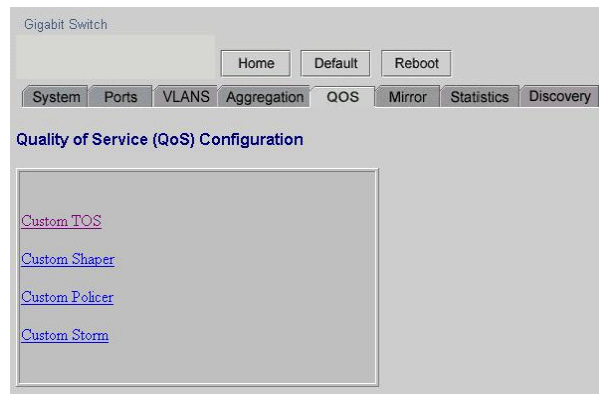 Gigabit Switch
Home Default Reboot
System Ports VLANS Aggregation QOS Mirror Statistics Discovery
Quality of Service (QoS) Configuration
Custom TOS
Custom Shaper
Custom Policer
Custom Storm